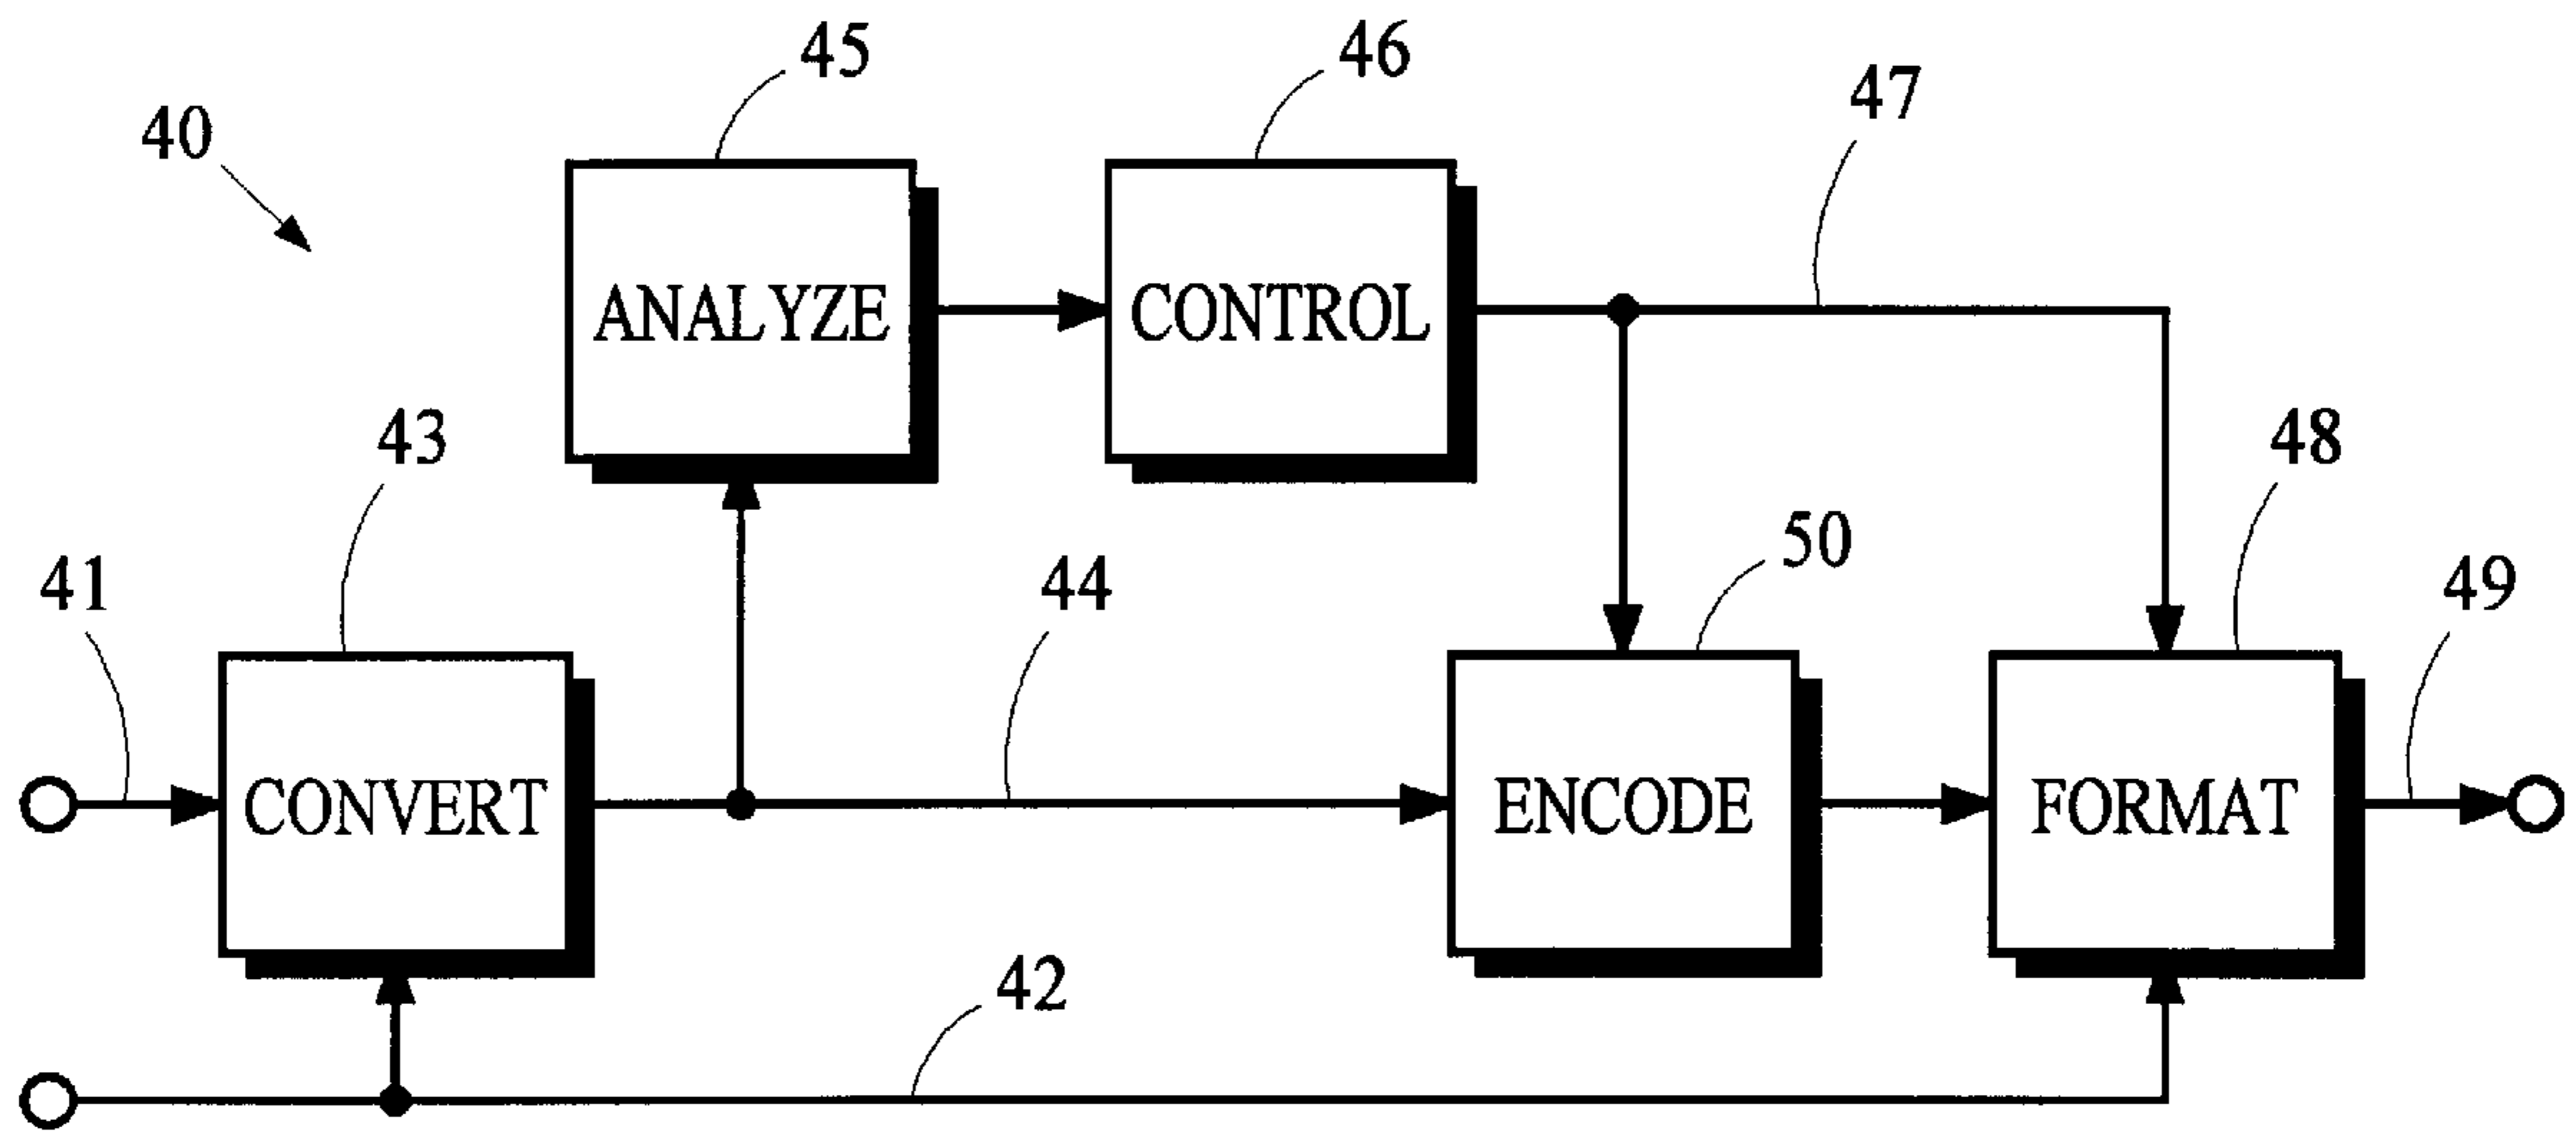 45
46
47
40
ANALYZE
CONTROL
43
48
50
41
44
49
CONVERT
ENCODE
FORMAT
42